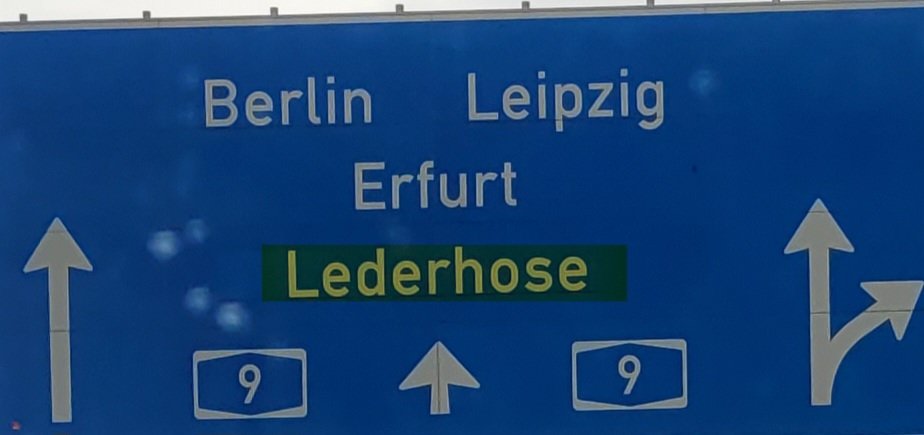 Berlin Leipzig
Erfurt
Lederhose
9 9